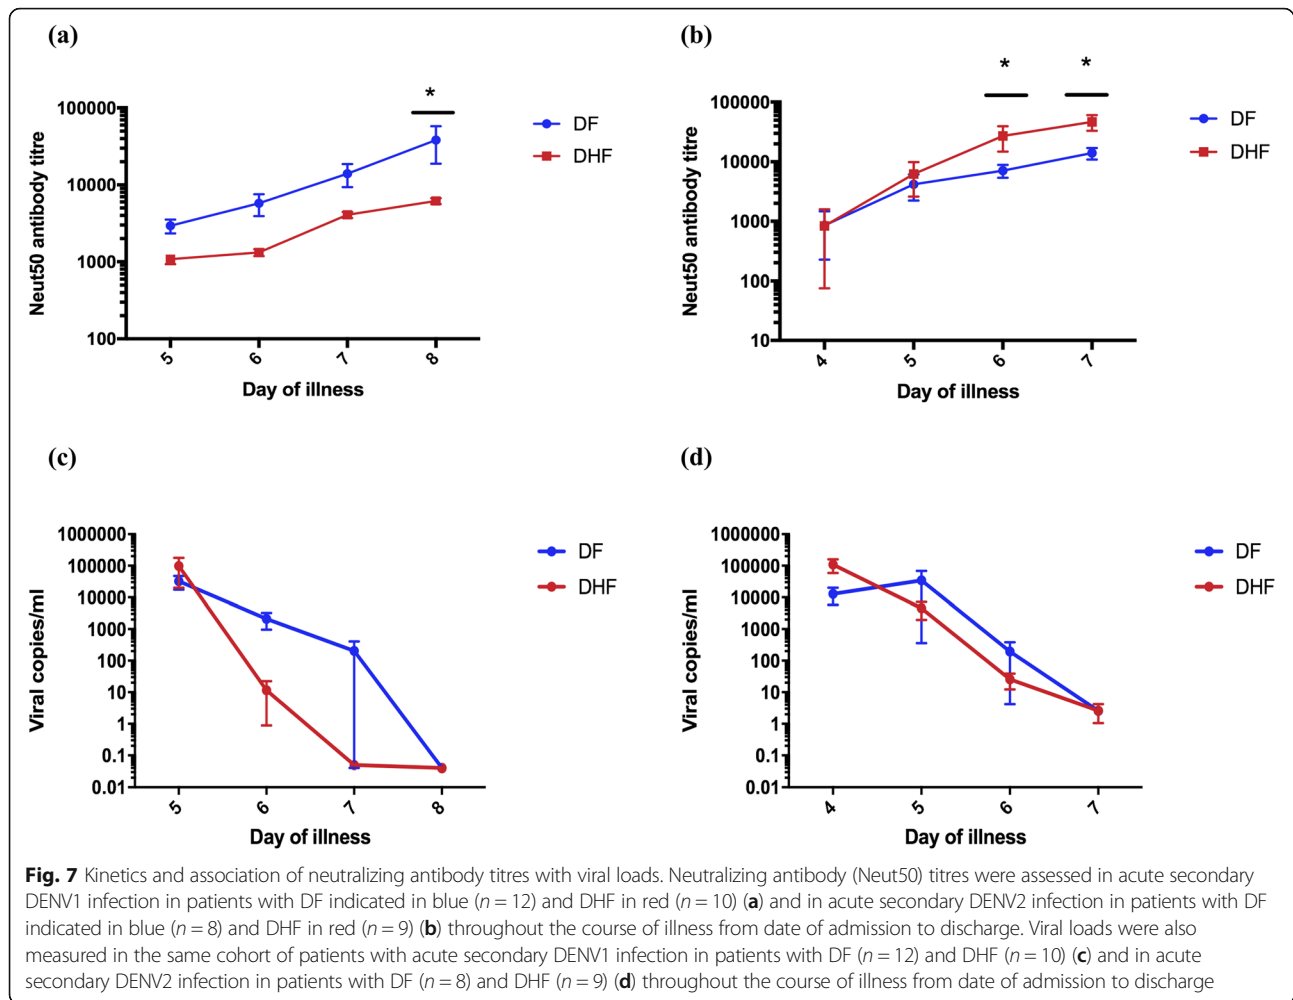 (a)
*
100000
10000
1000
100
Neut50 antibody titre
5 6 7 8
Day of illness
DF
DHF
(b)
* *
100000
10000
1000
100
10
Neut50 antibody titre
4 5 6 7
Day of illness
DF
DHF
(c)
1000000
100000
10000
1000
100
10
1
0.1
0.01
Viral copies/ml
5 6 7 8
Day of illness
DF
DHF
(d)
1000000
100000
10000
1000
100
10
1
0.1
0.01
Viral copies/ml
4 5 6 7
Day of illness
DF
DHF
Fig. 7 Kinetics and association of neutralizing antibody titres with viral loads. Neutralizing antibody (Neut50) titres were assessed in acute secondary
DENV1 infection in patients with DF indicated in blue (n = 12) and DHF in red (n = 10) (a) and in acute secondary DENV2 infection in patients with DF
indicated in blue (n = 8) and DHF in red (n = 9) (b) throughout the course of illness from date of admission to discharge. Viral loads were also
measured in the same cohort of patients with acute secondary DENV1 infection in patients with DF (n = 12) and DHF (n = 10) (c) and in acute
secondary DENV2 infection in patients with DF (n = 8) and DHF (n = 9) (d) throughout the course of illness from date of admission to discharge